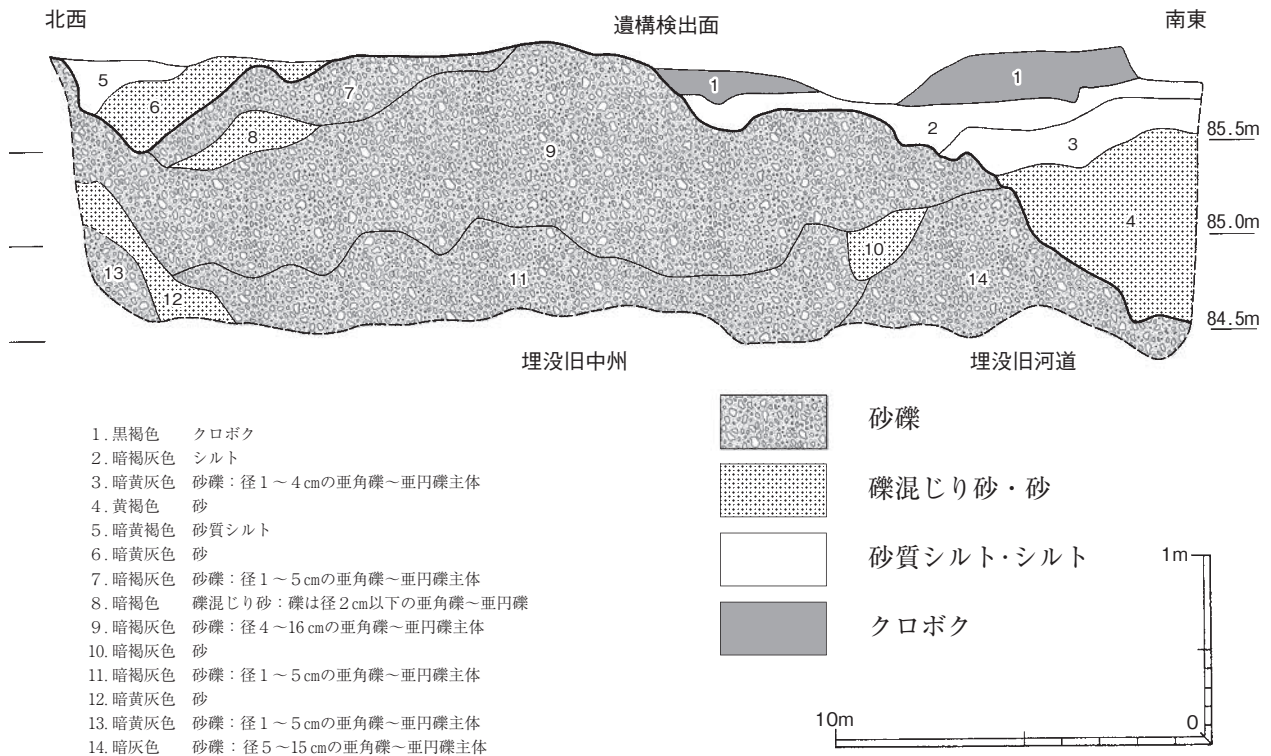 北西 遺構検出面 南東
5
6
7
8
9
1
1
2
3
4
10
11
12
13
14
85.5m
85.0m
84.5m
埋没旧中州 埋没旧河道
1.黒褐色 クロボク
2.暗褐灰色 シルト
3.暗黄灰色 砂礫：径1～4㎝の亜角礫～亜円礫主体
4.黄褐色 砂
5.暗黄褐色 砂質シルト
6.暗黄灰色 砂
7.暗褐灰色 砂礫：径1～5㎝の亜角礫～亜円礫主体
8.暗褐色 礫混じり砂：礫は径2㎝以下の亜角礫～亜円礫
9.暗褐灰色 砂礫：径4～16㎝の亜角礫～亜円礫主体
10.暗褐灰色 砂
11.暗褐灰色 砂礫：径1～5㎝の亜角礫～亜円礫主体
12.暗黄灰色 砂
13.暗黄灰色 砂礫：径1～5㎝の亜角礫～亜円礫主体
14.暗灰色 砂礫：径5～15㎝の亜角礫～亜円礫主体
砂礫
礫混じり砂・砂
砂質シルト・シルト
クロボク
1m
10m 0